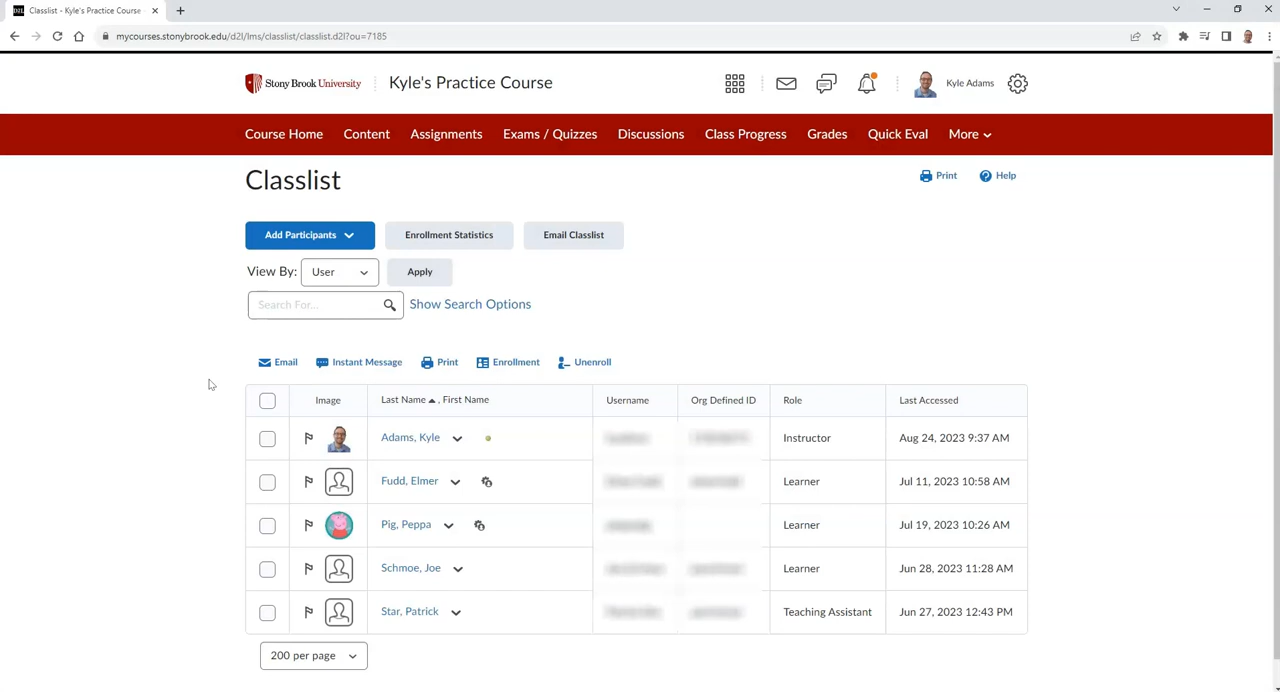 D2L Classlist - Kyle's Practice Course
mycourses.stonybrook.edu/d2l/lms/classlist/classlist.d2l?ou=7185
Stony Brook University Kyle's Practice Course Kyle Adams
Course Home Content Assignments Exams / Quizzes Discussions Class Progress Grades Quick Eval More
Classlist Print Help
Add Participants Enrollment Statistics Email Classlist
View By: User Apply
Search For... Show Search Options
Email Instant Message Print Enrollment Unenroll
Image Last Name , First Name Username Org Defined ID Role Last Accessed
Adams, Kyle Instructor Aug 24, 2023 9:37 AM
Fudd, Elmer Learner Jul 11, 2023 10:58 AM
Pig, Peppa Learner Jul 19, 2023 10:26 AM
Schmoe, Joe Learner Jun 28, 2023 11:28 AM
Star, Patrick Teaching Assistant Jun 27, 2023 12:43 PM
200 per page